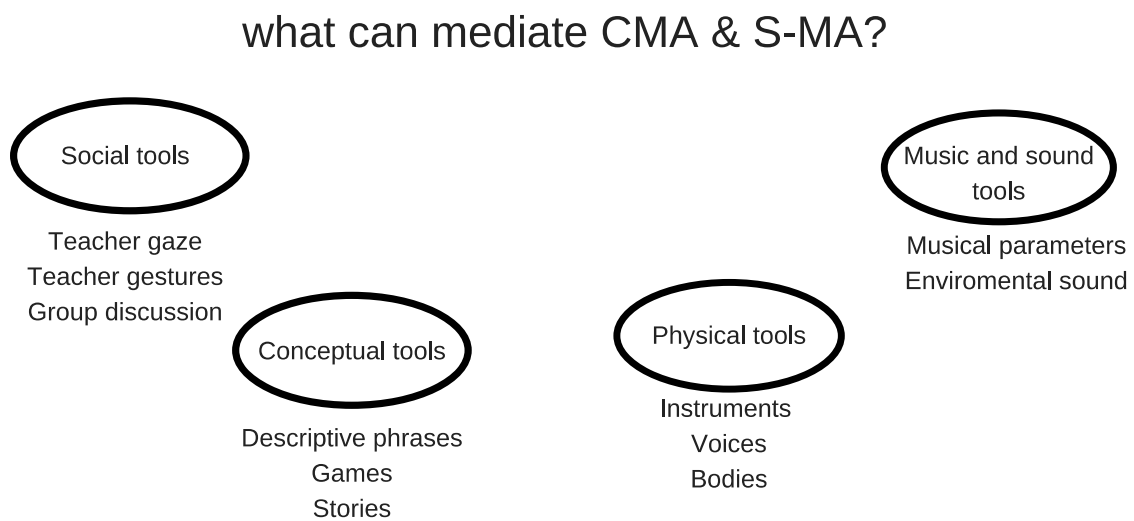 what can mediate CMA & S-MA?
Social tools
Teacher gaze
Teacher gestures
Group discussion
Conceptual tools
Descriptive phrases
Games
Stories
Physical tools
Instruments
Voices
Bodies
Music and sound
tools
Musical parameters
Enviromental sound